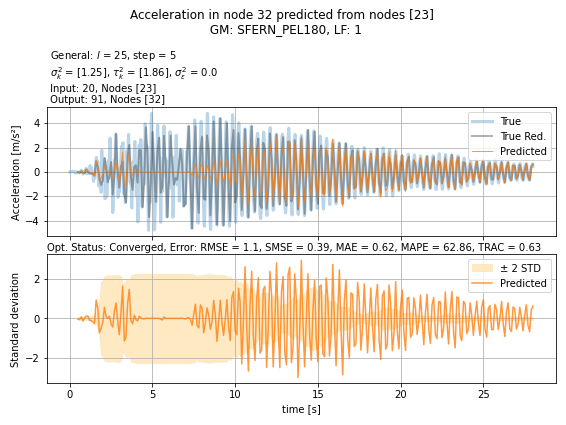 Acceleration in node 32 predicted from nodes [23]
GM: SFERN_PEL180, LF: 1
General: l = 25, step = 5
σ²ₖ = [1.25], τ²ₖ = [1.86], σ²ε = 0.0
Input: 20, Nodes [23]
Output: 91, Nodes [32]
Acceleration [m/s²]
4
2
0
−2
−4
True
True Red.
Predicted
Opt. Status: Converged, Error: RMSE = 1.1, SMSE = 0.39, MAE = 0.62, MAPE = 62.86, TRAC = 0.63
Standard deviation
2
0
−2
± 2 STD
Predicted
0 5 10 15 20 25
time [s]